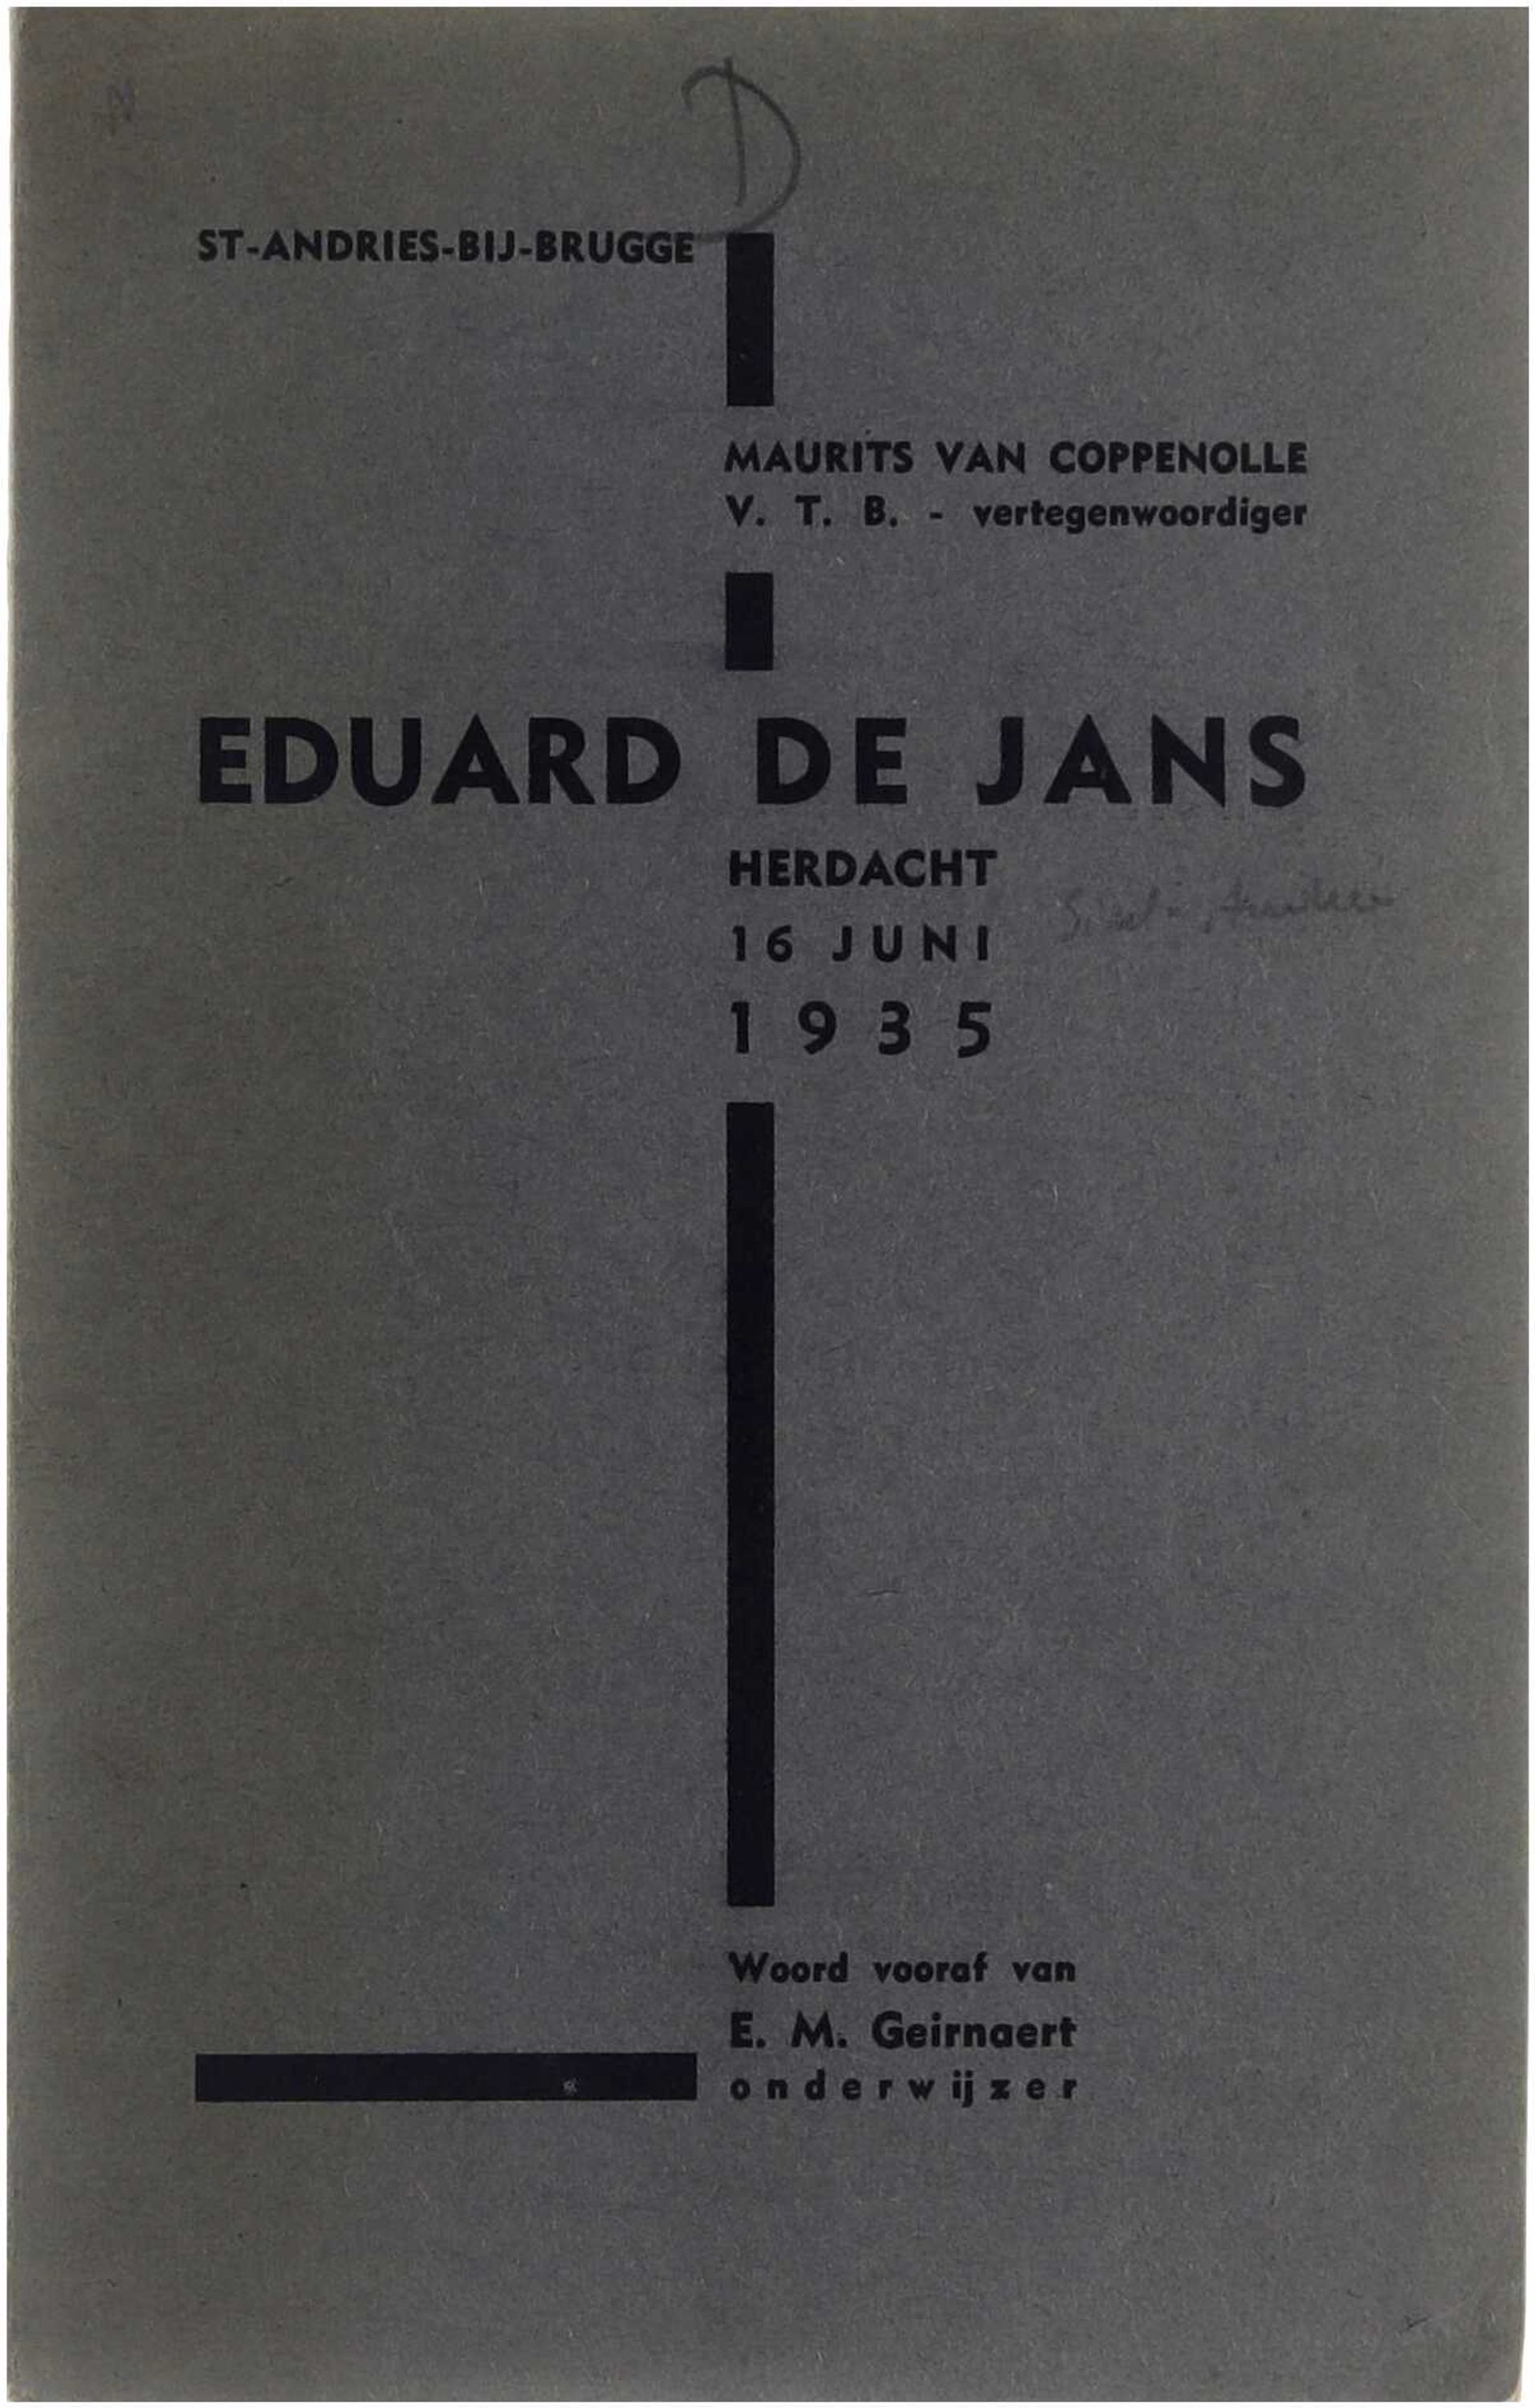 D
ST-ANDRIES-BIJ-BRUGGE
MAURITS VAN COPPENOLLE
V. T. B. - vertegenwoordiger
EDUARD DE JANS
HERDACHT
16 JUNI
1935
Woord vooraf van
E. M. Geirnaert
onderwijzer